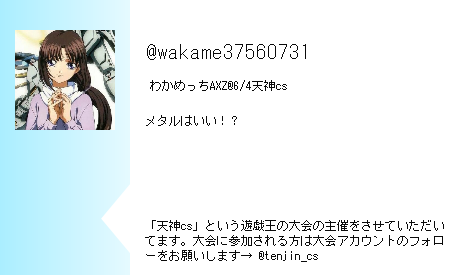 @wakame37560731
わかめっちAXZ@6/4天神cs
メタルはいい！？
「天神cs」という遊戯王の大会の主催をさせていただい
てます。大会に参加される方は大会アカウントのフォロ
ーをお願いします→ @tenjin_cs